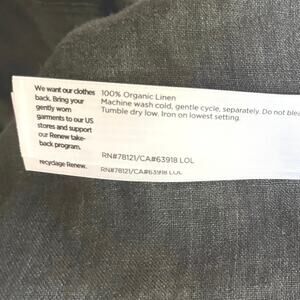 We want our clothes
back. Bring your
gently worn
garments to our US
stores and support
our Renew take-
back program.
100% Organic Linen
Machine wash cold, gentle cycle, separately. Do not blea
Tumble dry low. Iron on lowest setting.
RN#78121/CA#63918 LOL
recyclage Renew.
RN#78121/CA#63918 LOL